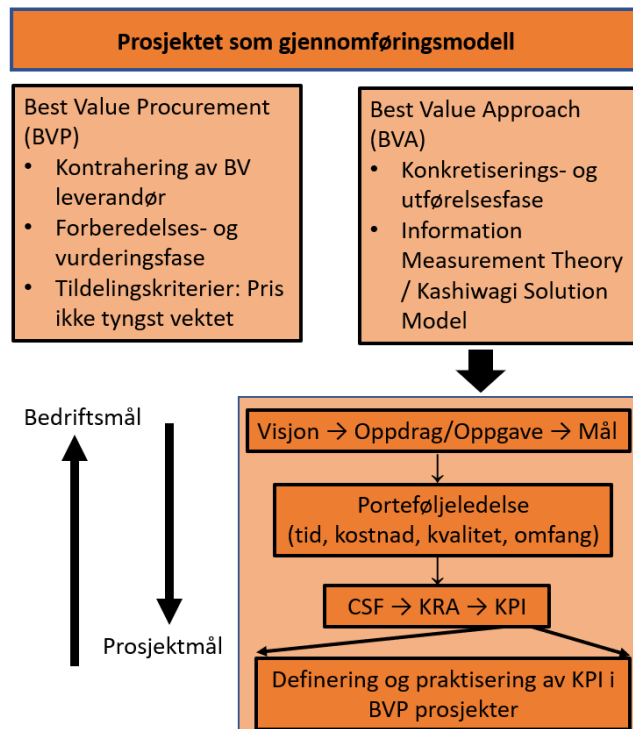 Prosjektet som gjennomføringsmodell
Best Value Procurement
(BVP)
• Kontrahering av BV
leverandør
• Forberedelses- og
vurderingsfase
• Tildelingskriterier: Pris
ikke tyngst vektet
Best Value Approach
(BVA)
• Konkretiserings- og
utførelsesfase
• Information
Measurement Theory
/ Kashiwagi Solution
Model
Bedriftsmål
Prosjektmål
Visjon → Oppdrag/Oppgave → Mål
Porteføljeledelse
(tid, kostnad, kvalitet, omfang)
CSF → KRA → KPI
Definering og praktisering av KPI i
BVP prosjekter